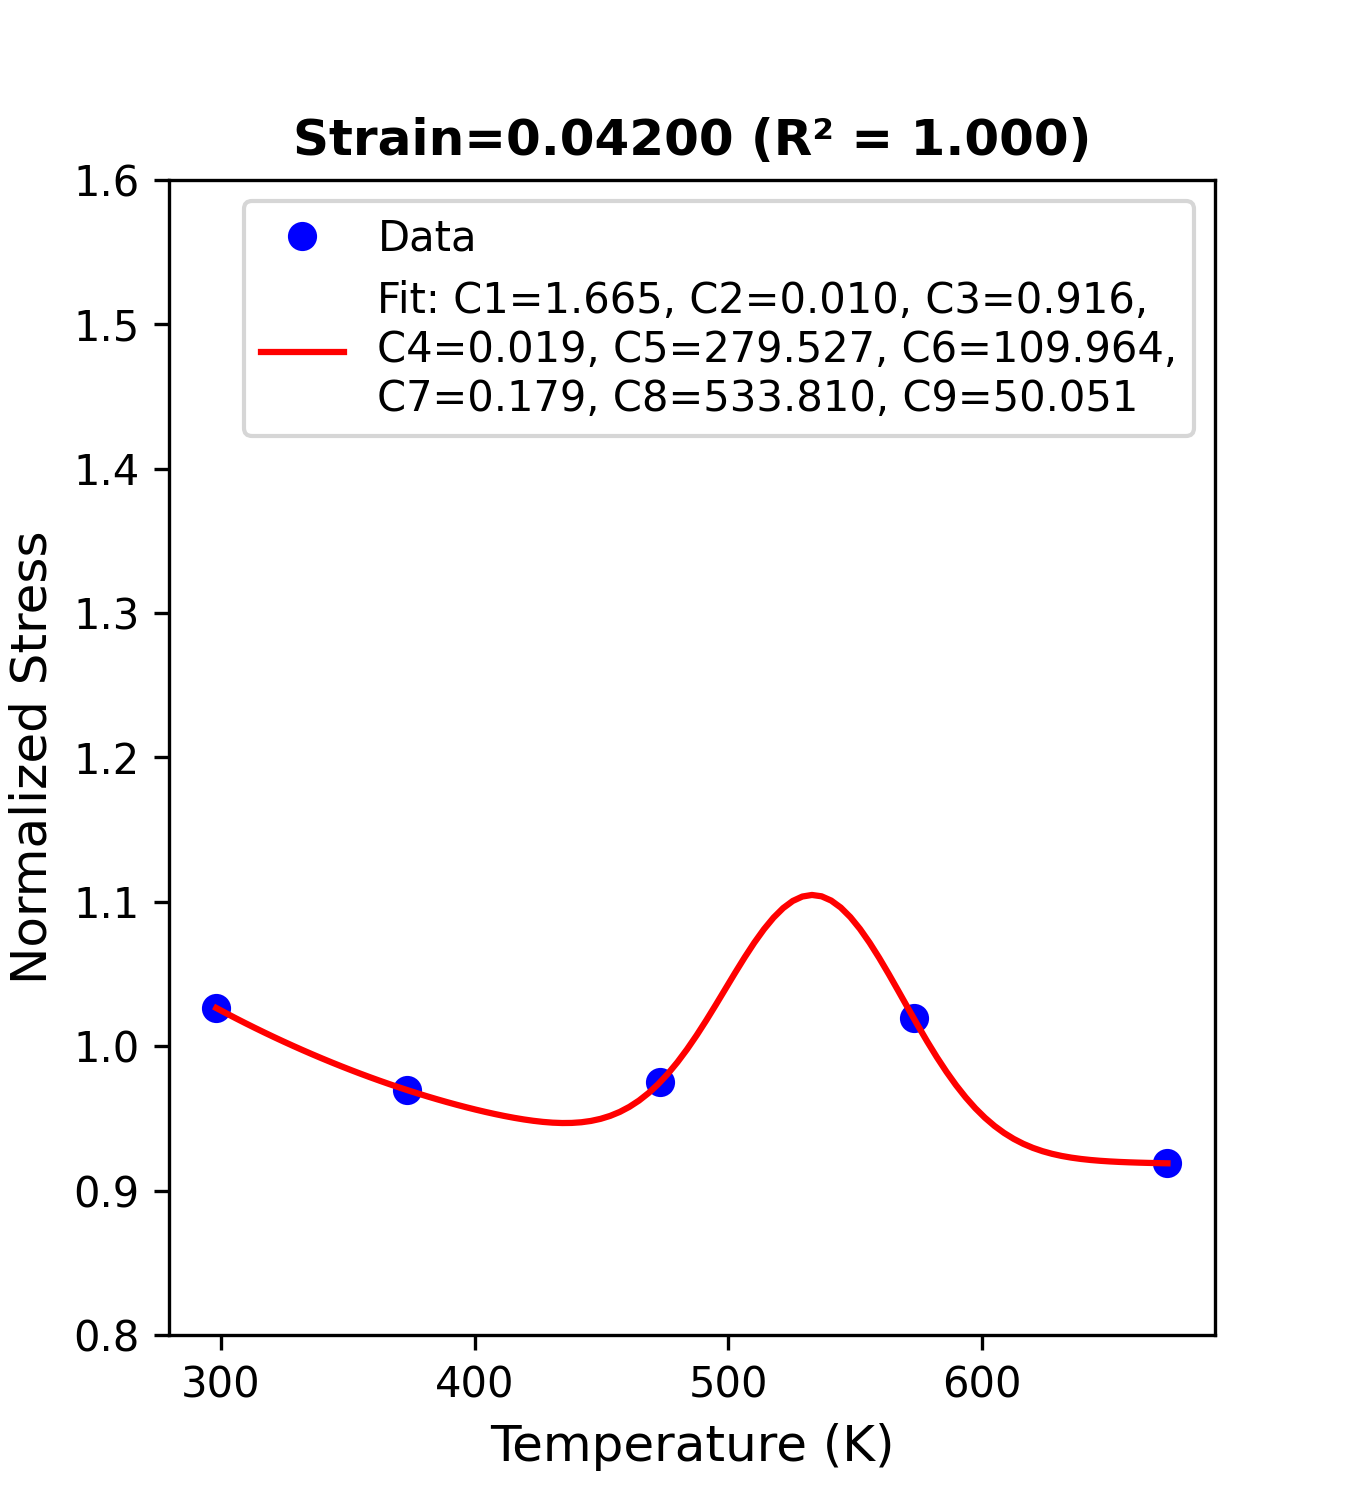 Strain=0.04200 (R² = 1.000)
1.6
1.5
1.4
1.3
1.2
1.1
1.0
0.9
0.8
Normalized Stress
Data
Fit: C1=1.665, C2=0.010, C3=0.916,
C4=0.019, C5=279.527, C6=109.964,
C7=0.179, C8=533.810, C9=50.051
300 400 500 600
Temperature (K)